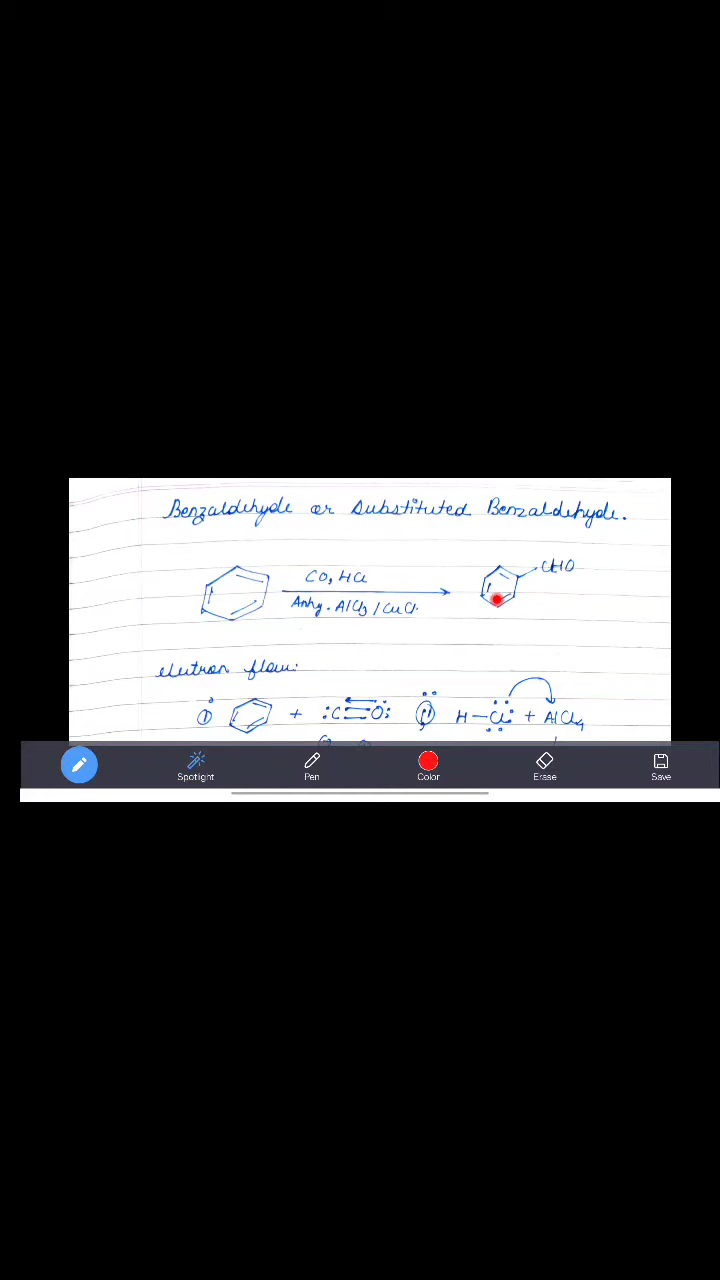 Benzaldehyde or Substituted Benzaldehyde.
CO, HCl
CHO
Anhy. AlCl3/CuCl.
electron flow:
① + :C O: H—Cl: + AlCl3
Spotlight Pen Color Erase Save